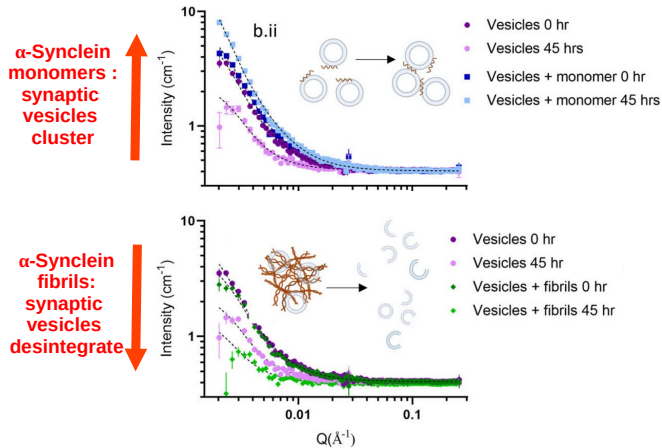 α-Synclein
monomers :
synaptic
vesicles
cluster
10
1
Intensity (cm⁻¹)
b.ii
Vesicles 0 hr
Vesicles 45 hrs
Vesicles + monomer 0 hr
Vesicles + monomer 45 hrs
α-Synclein
fibrils:
synaptic
vesicles
desintegrate
10
1
Intensity (cm⁻¹)
Vesicles 0 hr
Vesicles 45 hr
Vesicles + fibrils 0 hr
Vesicles + fibrils 45 hr
0.01
0.1
Q(Å⁻¹)